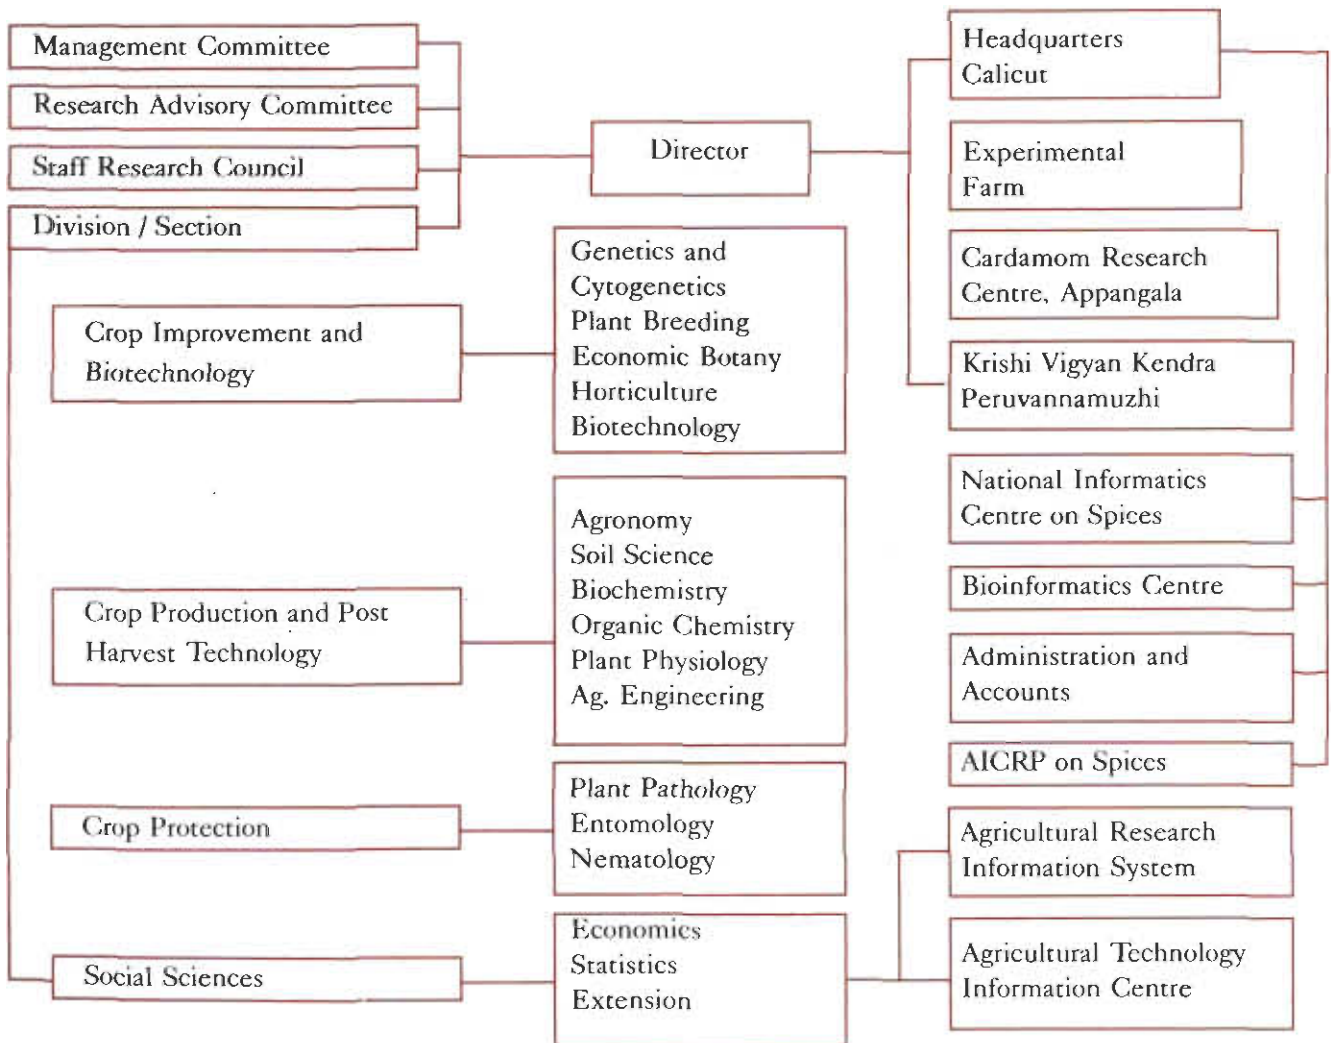 Management Committee
Research Advisory Committee
Staff Research Council
Division / Section
Director
Headquarters
Calicut
Experimental
Farm
Cardamom Research
Centre, Appangala
Krishi Vigyan Kendra
Peruvannamuzhi
National Informatics
Centre on Spices
Bioinformatics Centre
Administration and
Accounts
AICRP on Spices
Crop Improvement and
Biotechnology
Genetics and
Cytogenetics
Plant Breeding
Economic Botany
Horticulture
Biotechnology
Crop Production and Post
Harvest Technology
Agronomy
Soil Science
Biochemistry
Organic Chemistry
Plant Physiology
Ag. Engineering
Crop Protection
Plant Pathology
Entomology
Nematology
Social Sciences
Economics
Statistics
Extension
Agricultural Research
Information System
Agricultural Technology
Information Centre